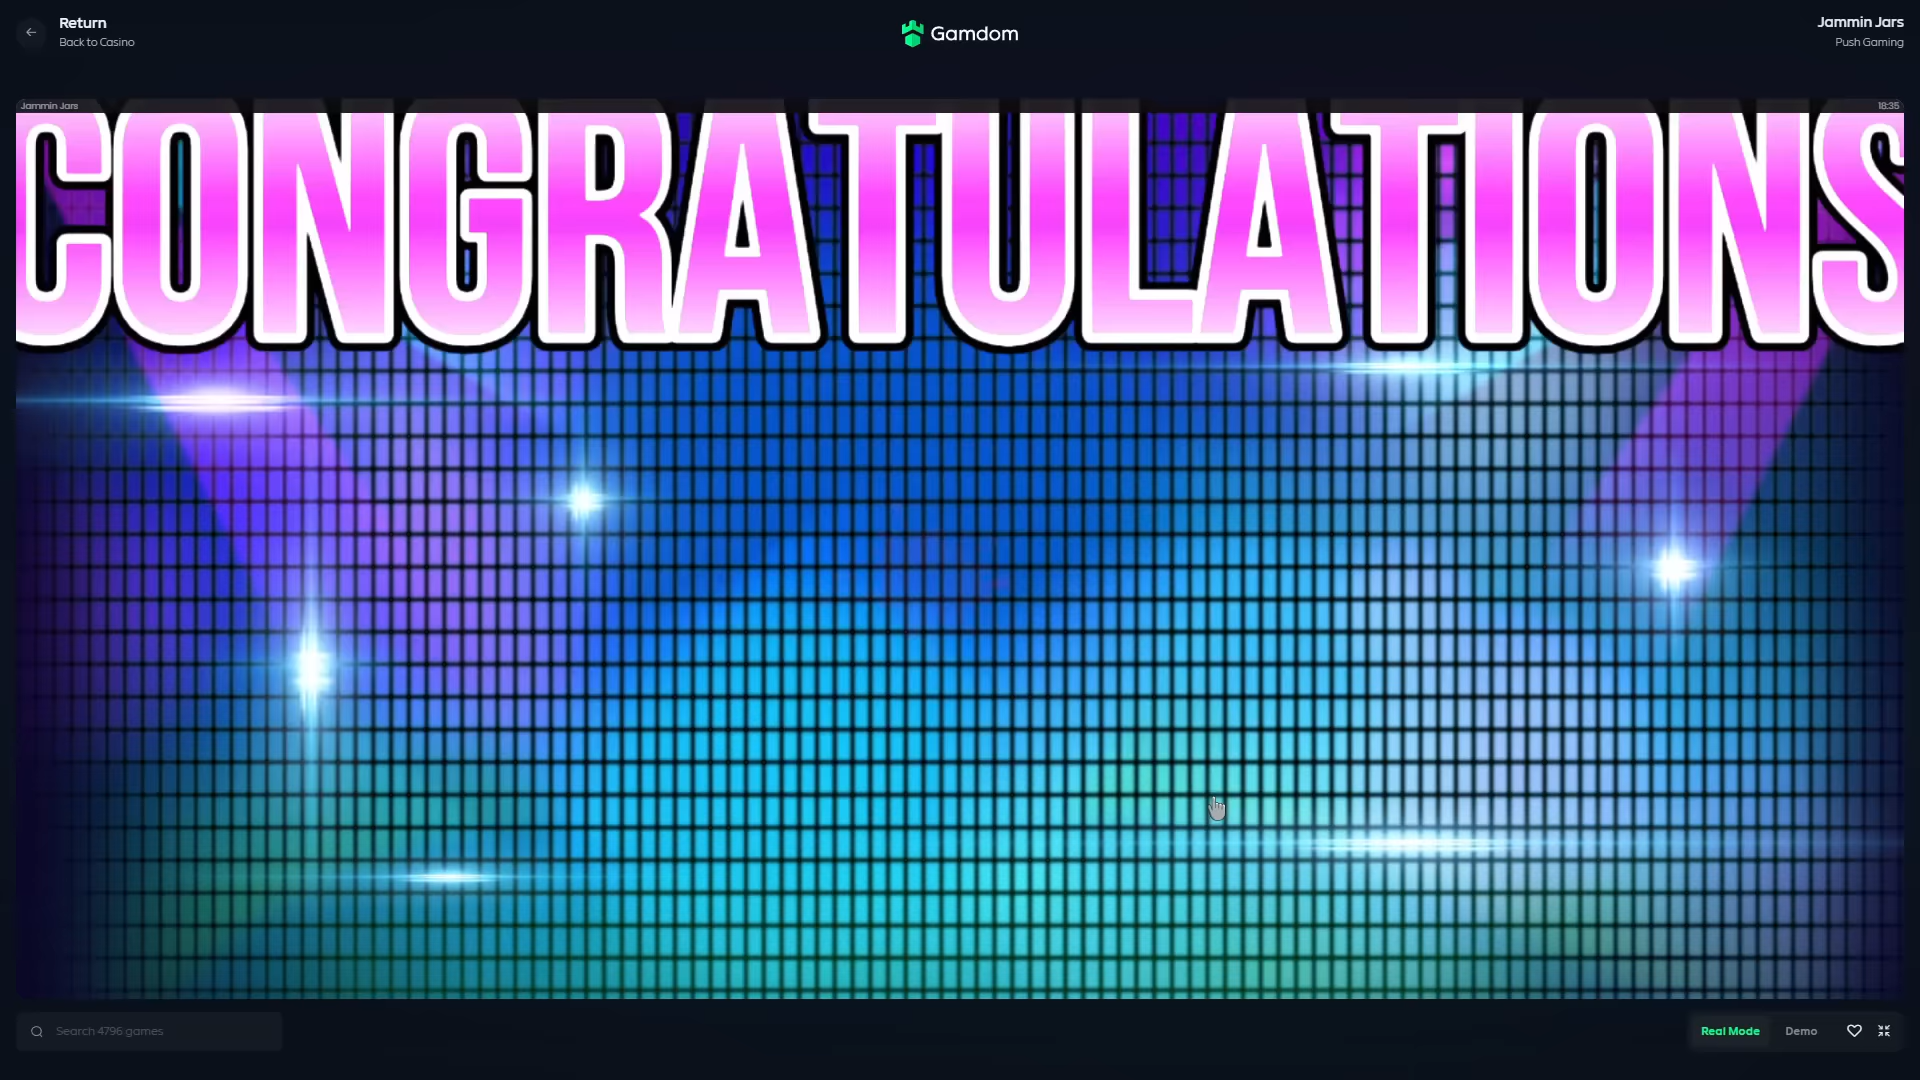 Return
Back to Casino
Gamdom
Jammin Jars
Push Gaming
Jammin Jars
18:35
CONGRATULATIONS
Search 4796 games
Real Mode
Demo